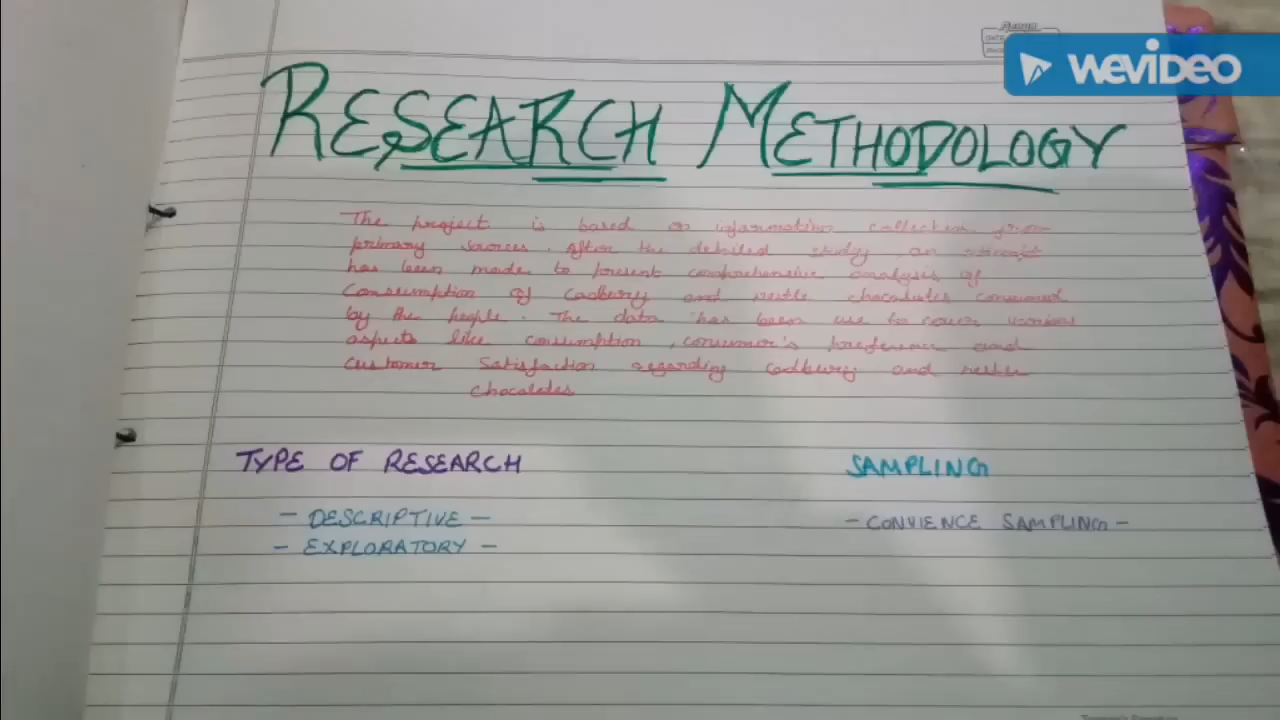 wevideo
DATE
RESEARCH METHODOLOGY
The project is based on information collection from
primary sources. After the detailed study, an attempt
has been made to present comprehensive analysis of
Consumption of Cadbury and nestle chocolates consumed
by the people. The data has been use to cover various
aspects like consumption, consumer's preference and
customer Satisfaction regarding Cadbury and nestle
chocolates
TYPE OF RESEARCH
SAMPLING
- DESCRIPTIVE -
- CONVIENCE SAMPLING -
- EXPLORATORY -